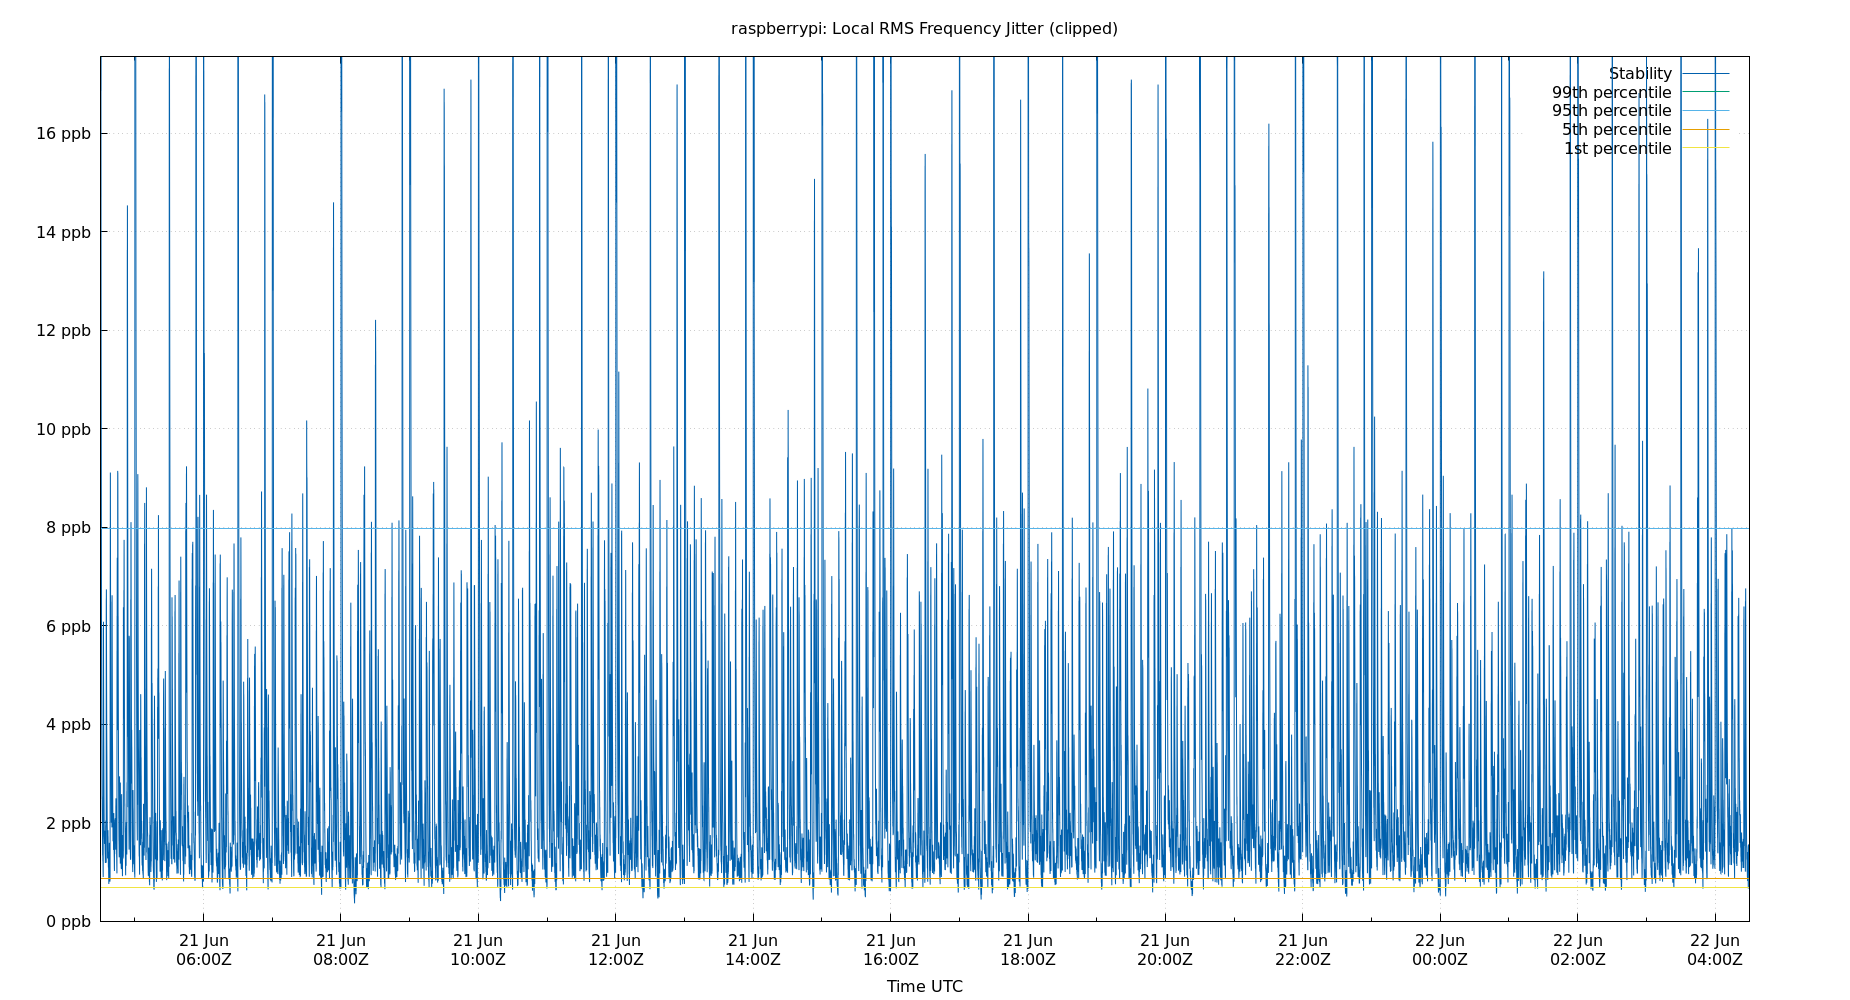 raspberrypi: Local RMS Frequency Jitter (clipped)
Stability
99th percentile
95th percentile
5th percentile
1st percentile
16 ppb
14 ppb
12 ppb
10 ppb
8 ppb
6 ppb
4 ppb
2 ppb
0 ppb
21 Jun
06:00Z
21 Jun
08:00Z
21 Jun
10:00Z
21 Jun
12:00Z
21 Jun
14:00Z
21 Jun
16:00Z
21 Jun
18:00Z
21 Jun
20:00Z
21 Jun
22:00Z
22 Jun
00:00Z
22 Jun
02:00Z
22 Jun
04:00Z
Time UTC